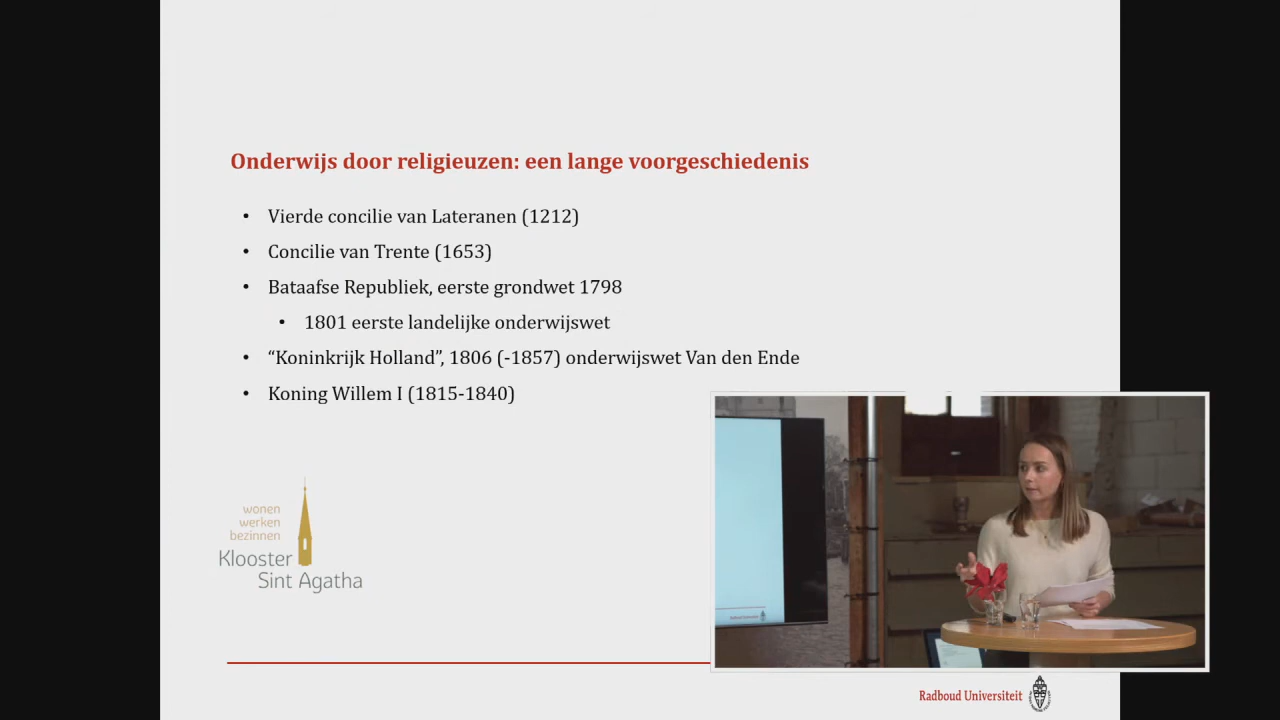 Onderwijs door religieuzen: een lange voorgeschiedenis
• Vierde concilie van Lateranen (1212)
• Concilie van Trente (1653)
• Bataafse Republiek, eerste grondwet 1798
• 1801 eerste landelijke onderwijswet
• “Koninkrijk Holland”, 1806 (-1857) onderwijswet Van den Ende
• Koning Willem I (1815-1840)
wonen
werken
bezinnen
Klooster
Sint Agatha
Radboud Universiteit